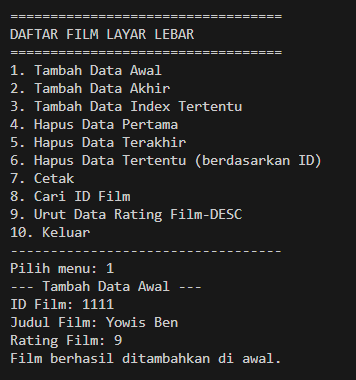 ==================================
DAFTAR FILM LAYAR LEBAR
==================================
1. Tambah Data Awal
2. Tambah Data Akhir
3. Tambah Data Index Tertentu
4. Hapus Data Pertama
5. Hapus Data Terakhir
6. Hapus Data Tertentu (berdasarkan ID)
7. Cetak
8. Cari ID Film
9. Urut Data Rating Film-DESC
10. Keluar
----------------------------------
Pilih menu: 1
--- Tambah Data Awal ---
ID Film: 1111
Judul Film: Yowis Ben
Rating Film: 9
Film berhasil ditambahkan di awal.